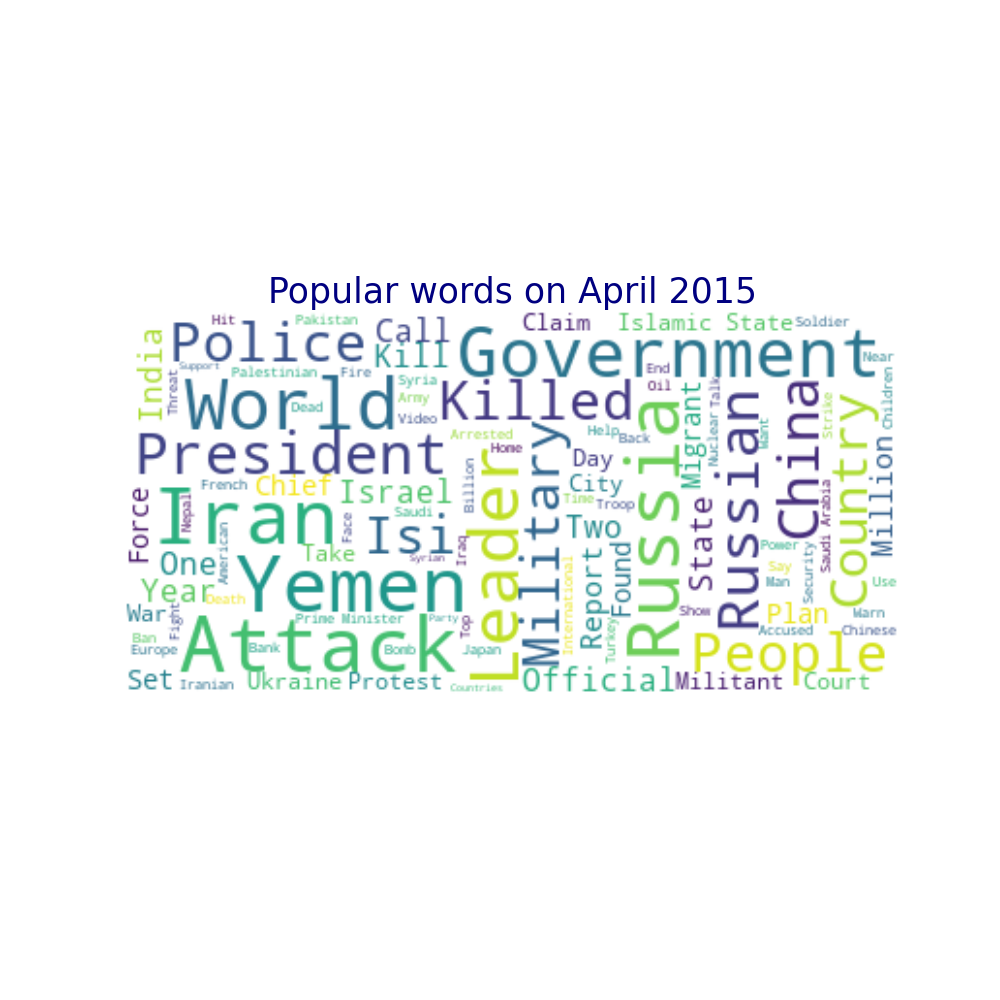 Popular words on April 2015
Hit
Pakistan
Call
Claim
Islamic State
Soldier
India
Police
Kill
Government
Near
Support
Threat
Palestinian
Fire
Syria
End
Oil
Talk
Children
World
Dead
Army
Video
Killed
Migrant
Nuclear
Russian
Want
China
Strike
Country
President
Arrested
Home
Military
Help
Back
Russia
Day
Million
French
Chief
Israel
Billion
Leader
City
Time
Troop
State
Saudi Arabia
Force
Nepal
Iran
American
Face
Saudi
Isi
Iraq
Syrian
Two
Found
Report
Power
Security
One
Take
Year
Yemen
International
Say
Man
Use
Death
War
Fight
Prime Minister
Party
Top
Show
Plan
Warn
Ban
Europe
Attack
Bank
Bomb
Japan
Turkey
Accused
Chinese
People
Set
Iranian
Ukraine
Protest
Countries
Official
Militant
Court